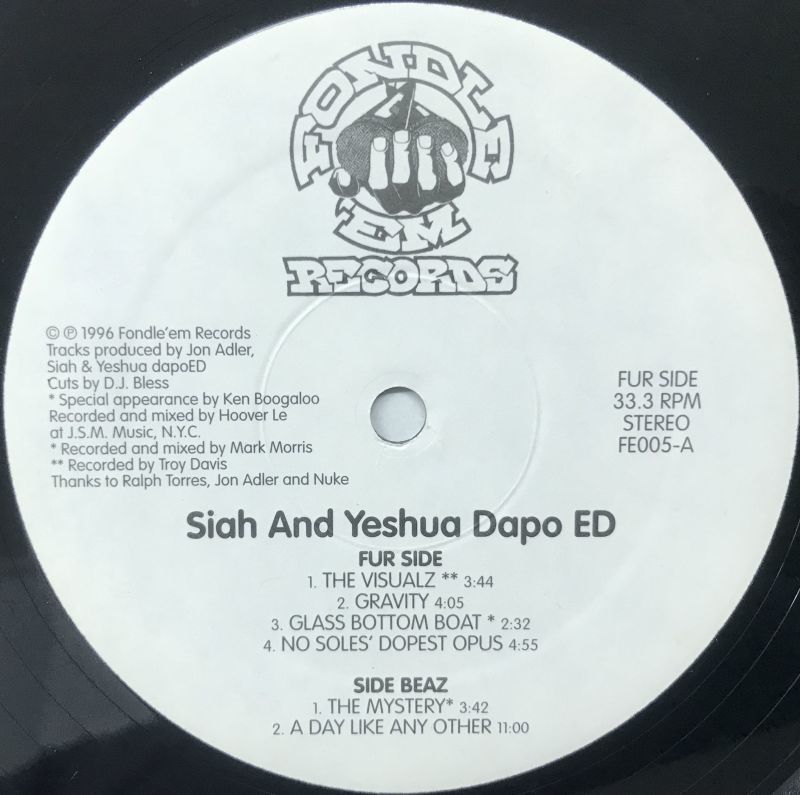 FONDLE
'EM
RECORDS
© ℗ 1996 Fondle'em Records
Tracks produced by Jon Adler,
Siah & Yeshua dapoED
Cuts by D.J. Bless
* Special appearance by Ken Boogaloo
Recorded and mixed by Hoover Le
at J.S.M. Music, N.Y.C.
* Recorded and mixed by Mark Morris
** Recorded by Troy Davis
Thanks to Ralph Torres, Jon Adler and Nuke
FUR SIDE
33.3 RPM
STEREO
FE005-A
Siah And Yeshua Dapo ED
FUR SIDE
1. THE VISUALZ ** 3:44
2. GRAVITY 4:05
3. GLASS BOTTOM BOAT * 2:32
4. NO SOLES' DOPEST OPUS 4:55
SIDE BEAZ
1. THE MYSTERY* 3:42
2. A DAY LIKE ANY OTHER 11:00